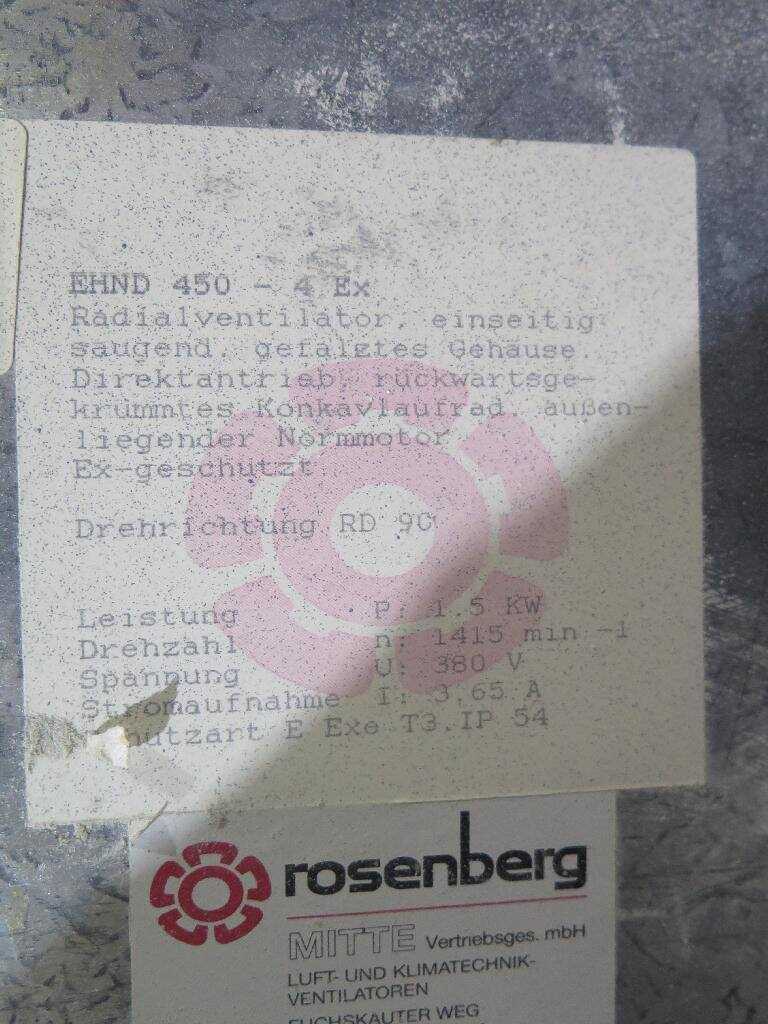 EHND 450 - 4 Ex
Radialventilator, einseitig
saugend, gefalztes Gehäuse.
Direktantrieb, rückwärtsge-
krümmtes Konkavlaufrad, außen-
liegender Normmotor
Ex-geschützt
Drehrichtung RD 90
Leistung P: 1.5 KW
Drehzahl n: 1415 min -1
Spannung U: 380 V
Stromaufnahme I: 3.65 A
E Exe T3.IP 54
rosenberg
MITTE Vertriebsges. mbH
LUFT- UND KLIMATECHNIK-
VENTILATOREN
FUCHSKAUTER WEG